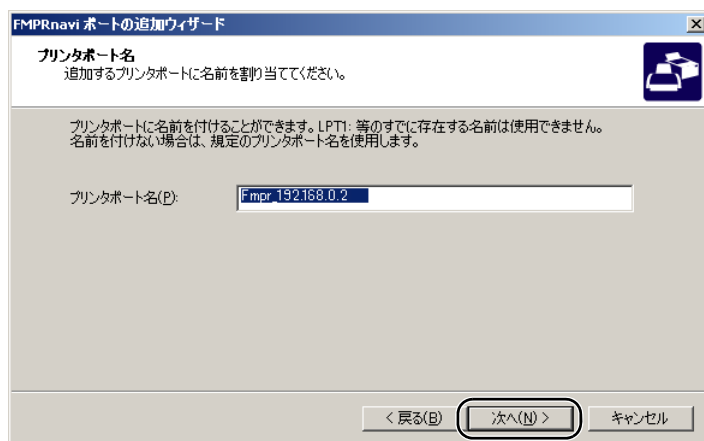 FMPRnavi ポートの追加ウィザード
プリンタポート名
追加するプリンタポートに名前を割り当ててください。
プリンタポートに名前を付けることができます。LPT1: 等のすでに存在する名前は使用できません。
名前を付けない場合は、規定のプリンタポート名を使用します。
プリンタポート名(P):
Fmpr_192.168.0.2
< 戻る(B)
次へ(N) >
キャンセル